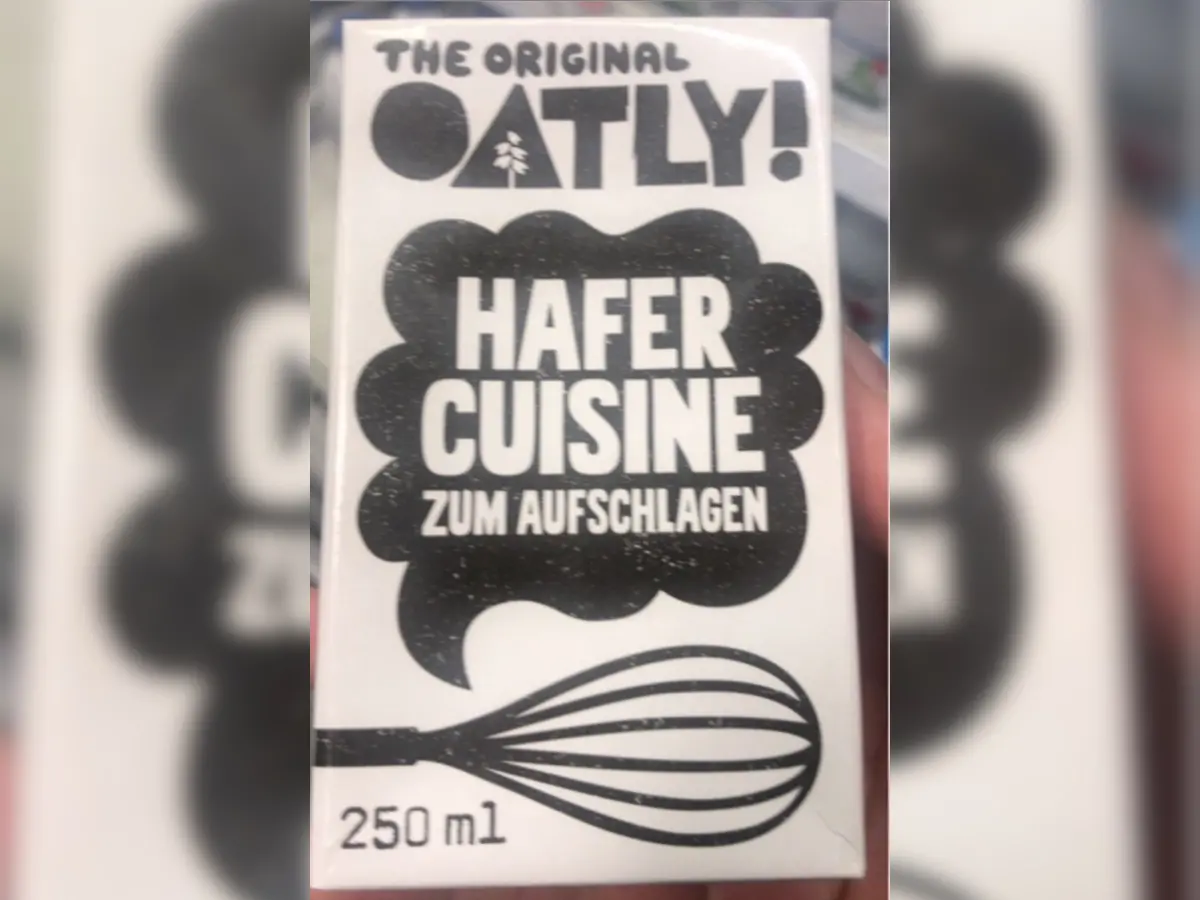 THE ORIGINAL
OATLY!
HAFER
CUISINE
ZUM AUFSCHLAGEN
250 ml